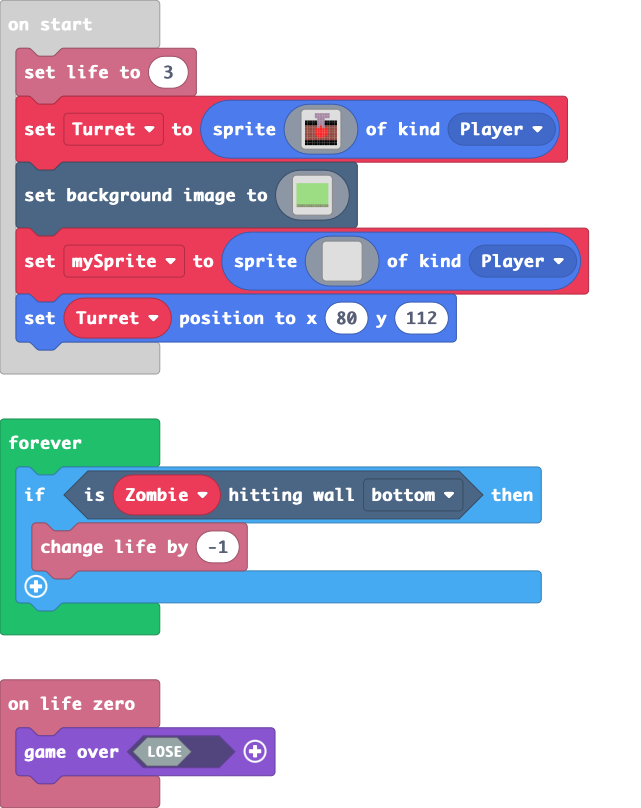 on start
set life to 3
set Turret to sprite of kind Player
set background image to
set mySprite to sprite of kind Player
set Turret position to x 80 y 112
forever
if is Zombie hitting wall bottom then
change life by -1
on life zero
game over LOSE